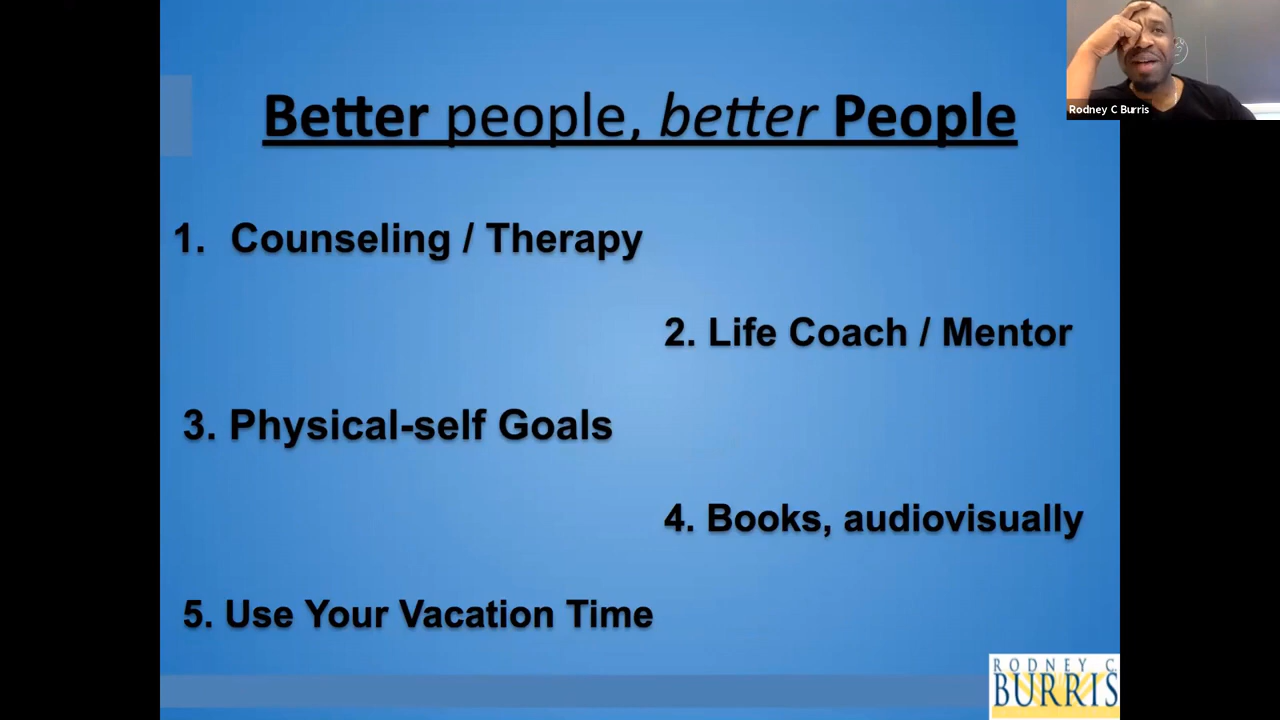 Better people, better People
Rodney C Burris
1. Counseling / Therapy
2. Life Coach / Mentor
3. Physical-self Goals
4. Books, audiovisually
5. Use Your Vacation Time
RODNEY C.
BURRIS